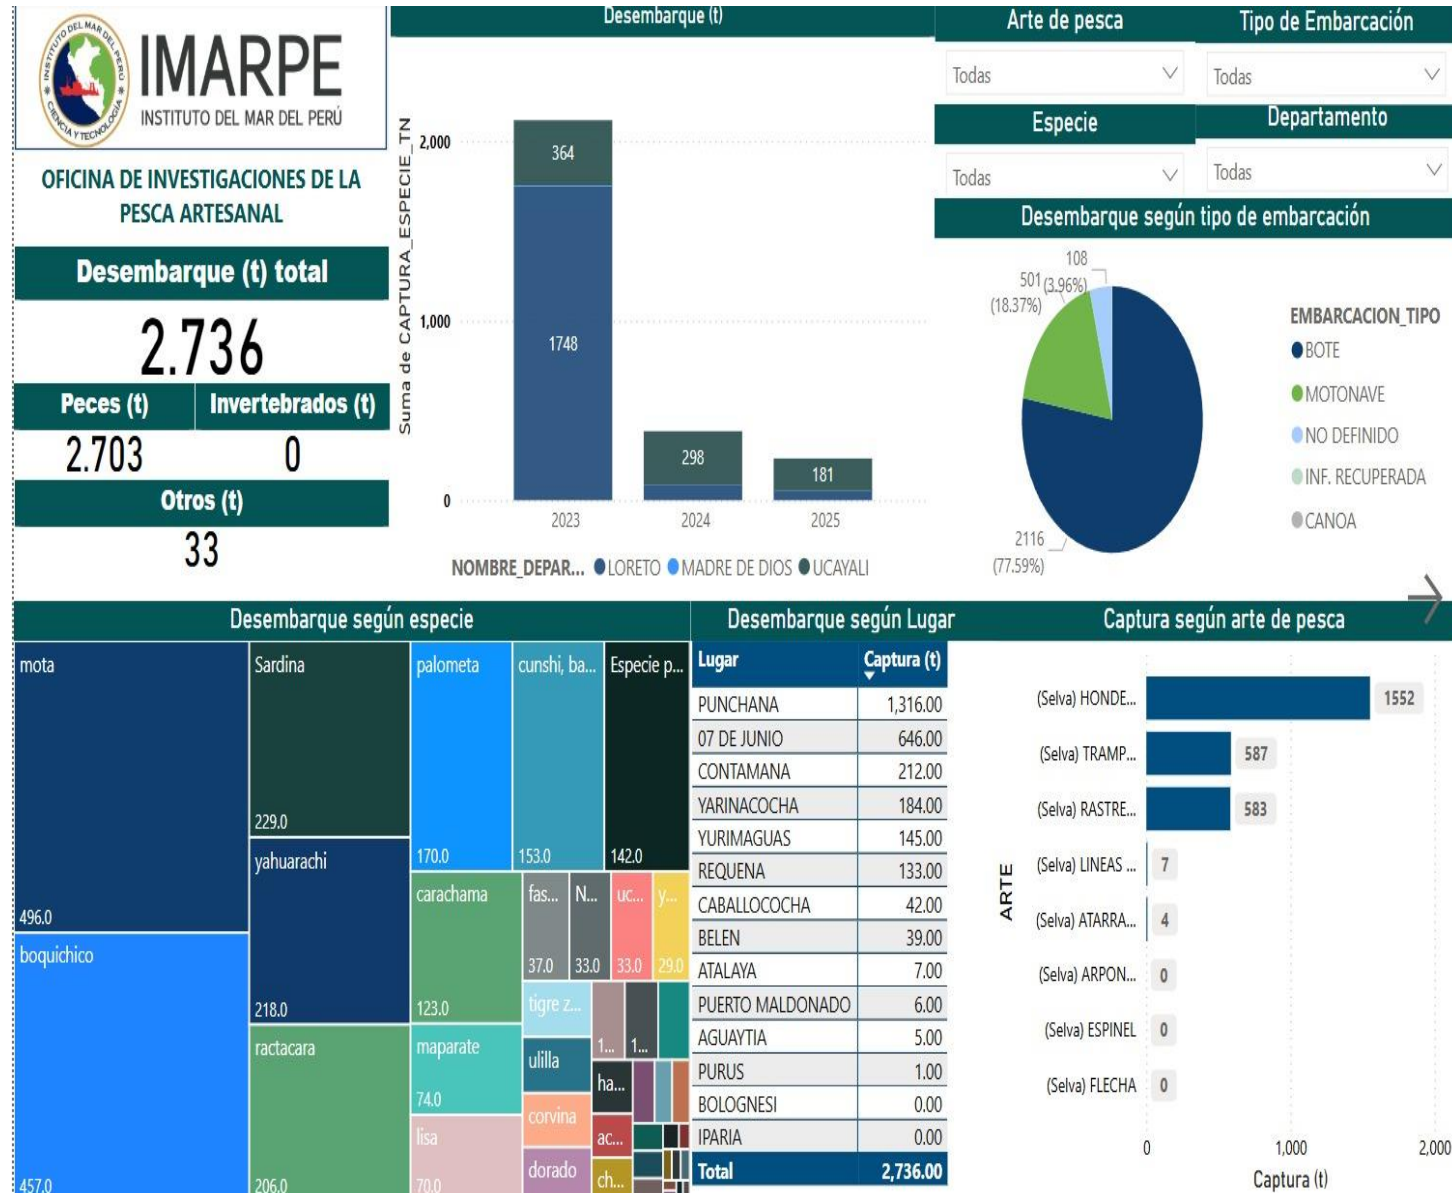 INSTITUTO DEL MAR DEL PERÚ
CIENCIA Y TECNOLOGÍA
IMARPE
INSTITUTO DEL MAR DEL PERÚ
OFICINA DE INVESTIGACIONES DE LA
PESCA ARTESANAL
Desembarque (t) total
2.736
Peces (t)
Invertebrados (t)
2.703
0
Otros (t)
33
Desembarque (t)
Suma de CAPTURA_ESPECIE_TN
2,000
1,000
0
364
1748
298
181
2023
2024
2025
NOMBRE_DEPAR... LORETO MADRE DE DIOS UCAYALI
Arte de pesca
Tipo de Embarcación
Todas
Todas
Especie
Departamento
Todas
Todas
Desembarque según tipo de embarcación
108
(3.96%)
501
(18.37%)
2116
(77.59%)
EMBARCACION_TIPO
BOTE
MOTONAVE
NO DEFINIDO
INF. RECUPERADA
CANOA
Desembarque según especie
mota
496.0
boquichico
457.0
Sardina
229.0
yahuarachi
218.0
ractacara
206.0
palometa
170.0
cunshi, ba...
153.0
Especie p...
142.0
carachama
123.0
maparate
74.0
lisa
70.0
fas...
37.0
N...
33.0
uc...
33.0
y...
29.0
tigre z...
ulilla
corvina
dorado
1...
1...
ha...
ac...
ch...
Desembarque según Lugar
Lugar Captura (t)
PUNCHANA 1,316.00
07 DE JUNIO 646.00
CONTAMANA 212.00
YARINACOCHA 184.00
YURIMAGUAS 145.00
REQUENA 133.00
CABALLOCOCHA 42.00
BELEN 39.00
ATALAYA 7.00
PUERTO MALDONADO 6.00
AGUAYTIA 5.00
PURUS 1.00
BOLOGNESI 0.00
IPARIA 0.00
Total 2,736.00
Captura según arte de pesca
ARTE
(Selva) HONDE... 1552
(Selva) TRAMP... 587
(Selva) RASTRE... 583
(Selva) LINEAS ... 7
(Selva) ATARRA... 4
(Selva) ARPON... 0
(Selva) ESPINEL 0
(Selva) FLECHA 0
0 1,000 2,000
Captura (t)